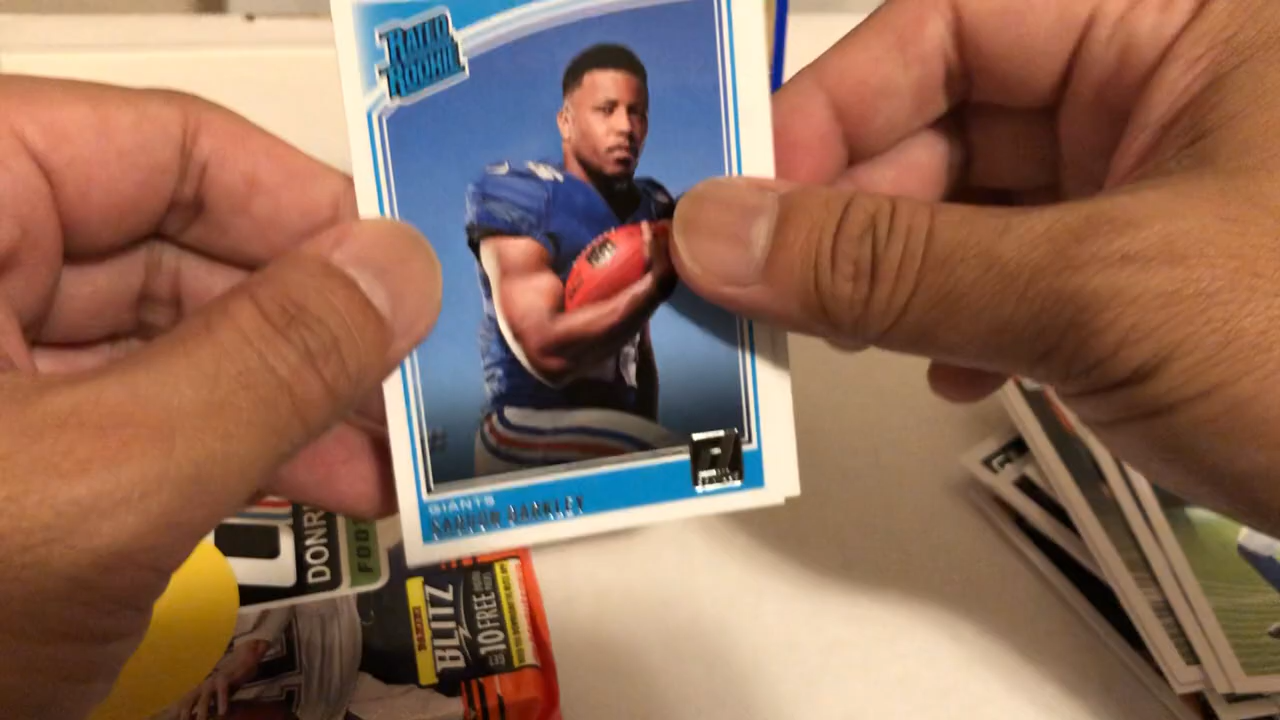 RATED
ROOKIE
GIANTS
SAQUON BARKLEY
DONR
FOO
BLITZ
10 FREE